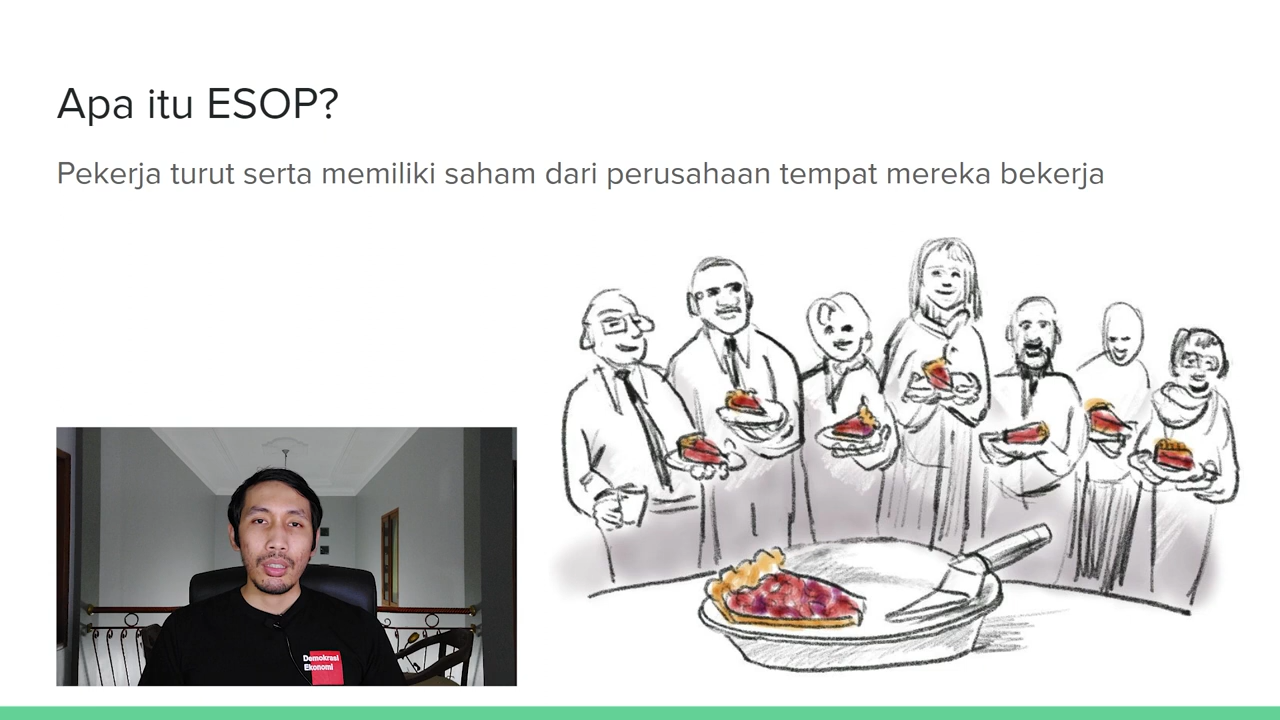 Apa itu ESOP?
Pekerja turut serta memiliki saham dari perusahaan tempat mereka bekerja
Demokrasi
Ekonomi